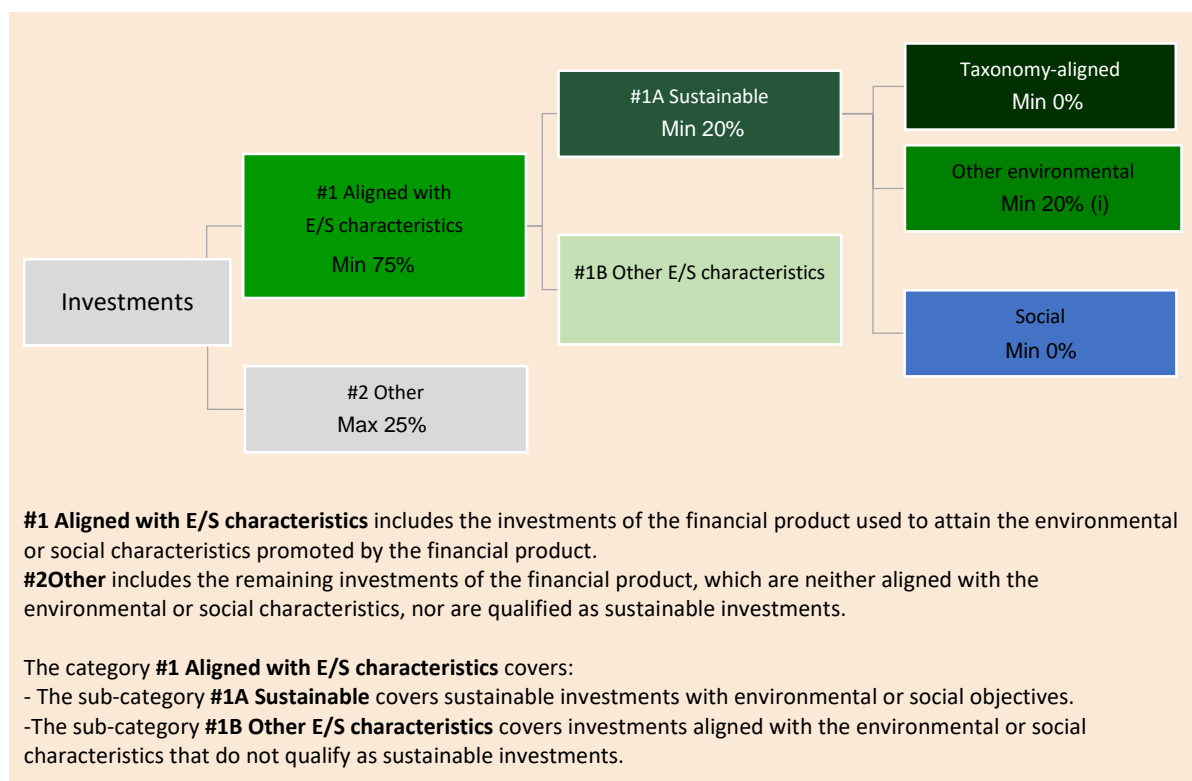 Investments
#1 Aligned with
E/S characteristics
Min 75%
#2 Other
Max 25%
#1A Sustainable
Min 20%
#1B Other E/S characteristics
Taxonomy-aligned
Min 0%
Other environmental
Min 20% (i)
Social
Min 0%
#1 Aligned with E/S characteristics includes the investments of the financial product used to attain the environmental
or social characteristics promoted by the financial product.
#2Other includes the remaining investments of the financial product, which are neither aligned with the
environmental or social characteristics, nor are qualified as sustainable investments.
The category #1 Aligned with E/S characteristics covers:
- The sub-category #1A Sustainable covers sustainable investments with environmental or social objectives.
-The sub-category #1B Other E/S characteristics covers investments aligned with the environmental or social
characteristics that do not qualify as sustainable investments.